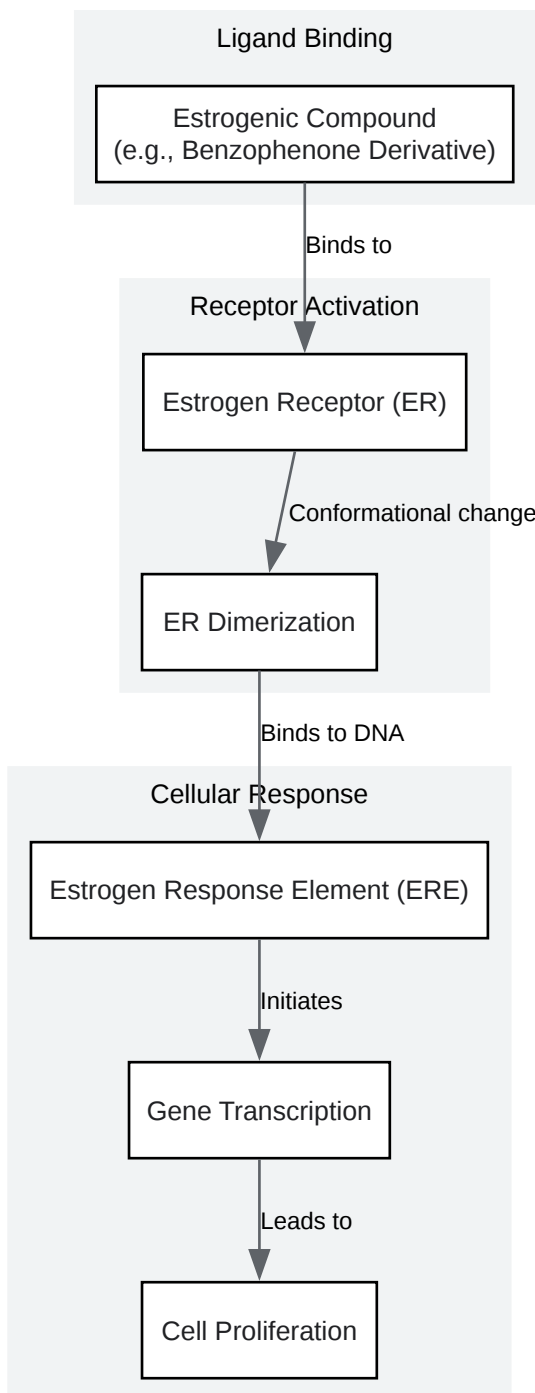 Ligand Binding
Estrogenic Compound
(e.g., Benzophenone Derivative)
Binds to
Receptor Activation
Estrogen Receptor (ER)
Conformational change
ER Dimerization
Binds to DNA
Cellular Response
Estrogen Response Element (ERE)
Initiates
Gene Transcription
Leads to
Cell Proliferation